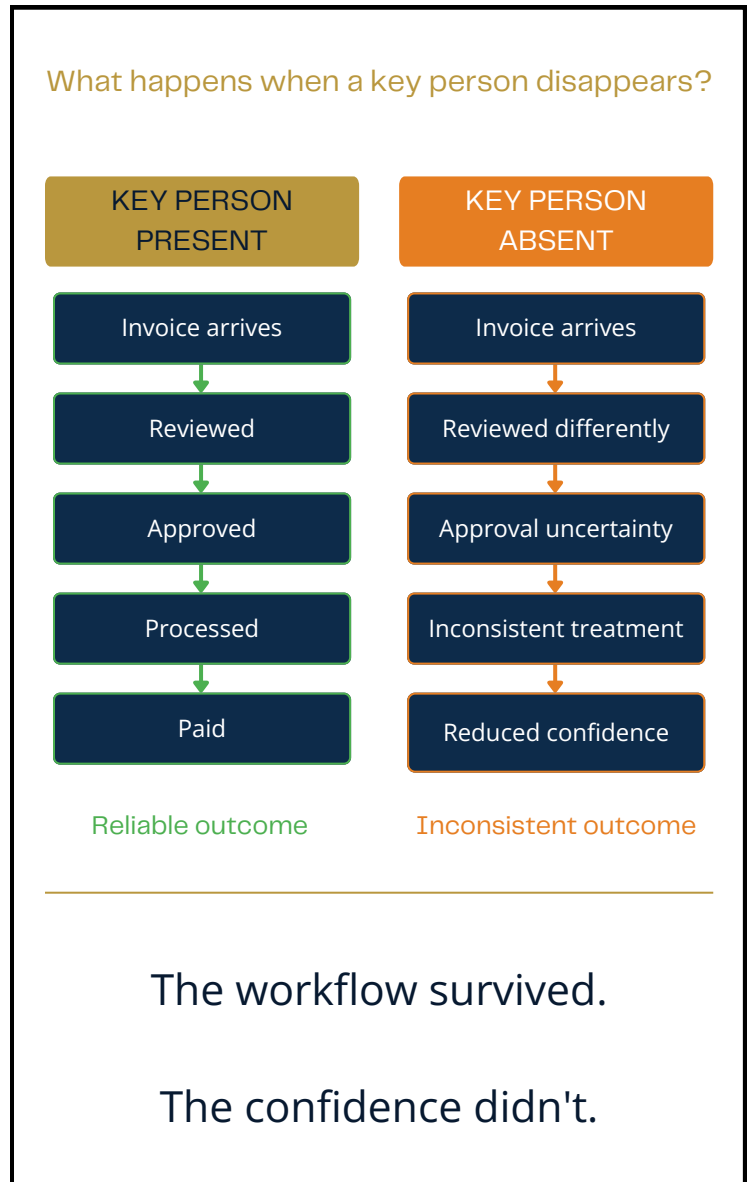 What happens when a key person disappears?
KEY PERSON
PRESENT
Invoice arrives
Reviewed
Approved
Processed
Paid
Reliable outcome
KEY PERSON
ABSENT
Invoice arrives
Reviewed differently
Approval uncertainty
Inconsistent treatment
Reduced confidence
Inconsistent outcome
The workflow survived.
The confidence didn't.